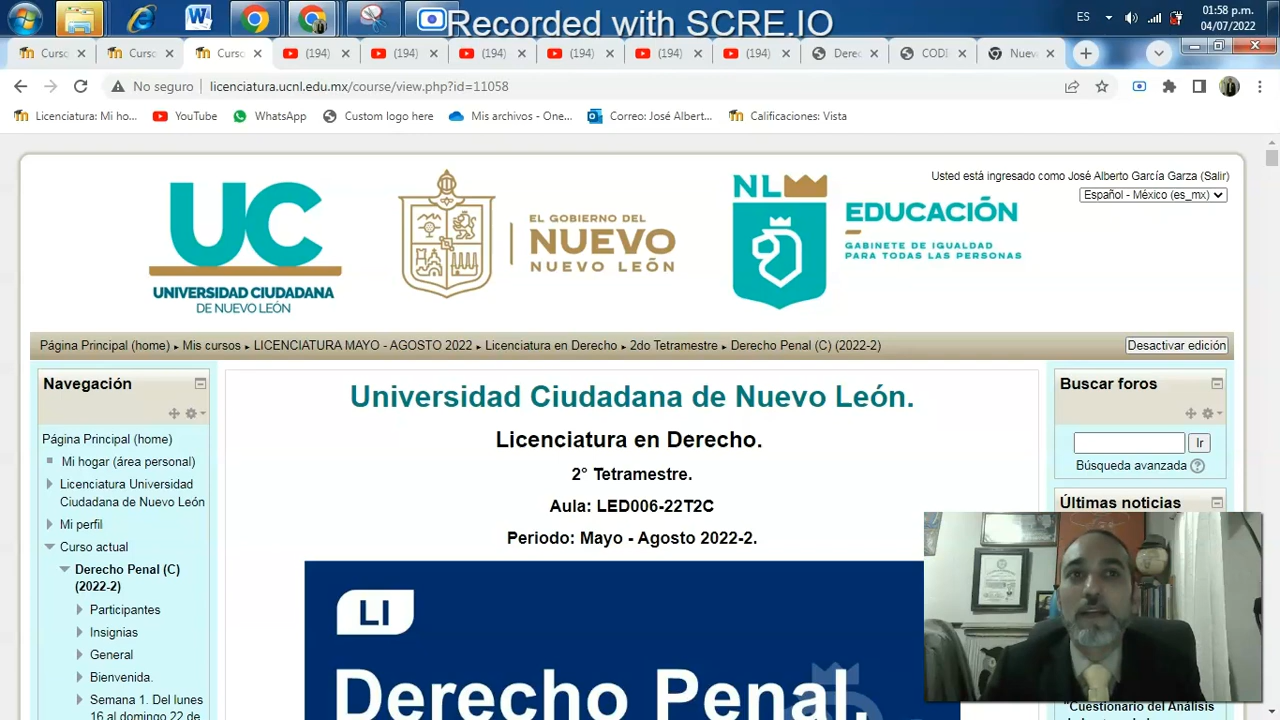 Recorded with SCRE.IO
ES
01:58 p.m.
04/07/2022
Curso
Curso
Curso
(194)
(194)
(194)
(194)
(194)
(194)
Derec
CODI
Nuev
No seguro
licenciatura.ucnl.edu.mx/course/view.php?id=11058
Licenciatura: Mi ho...
YouTube
WhatsApp
Custom logo here
Mis archivos - One...
Correo: José Albert...
Calificaciones: Vista
Usted está ingresado como José Alberto García Garza (Salir)
Español - México (es_mx)
UC
UNIVERSIDAD CIUDADANA
DE NUEVO LEÓN
EL GOBIERNO DEL
NUEVO
NUEVO LEÓN
NL
EDUCACIÓN
GABINETE DE IGUALDAD
PARA TODAS LAS PERSONAS
Página Principal (home) ▸ Mis cursos ▸ LICENCIATURA MAYO - AGOSTO 2022 ▸ Licenciatura en Derecho ▸ 2do Tetramestre ▸ Derecho Penal (C) (2022-2)
Desactivar edición
Navegación
Página Principal (home)
Mi hogar (área personal)
Licenciatura Universidad
Ciudadana de Nuevo León
Mi perfil
Curso actual
Derecho Penal (C)
(2022-2)
Participantes
Insignias
General
Bienvenida.
Semana 1. Del lunes
16 al domingo 22 de
Universidad Ciudadana de Nuevo León.
Licenciatura en Derecho.
2° Tetramestre.
Aula: LED006-22T2C
Periodo: Mayo - Agosto 2022-2.
LI
Derecho Penal.
Buscar foros
Ir
Búsqueda avanzada
Últimas noticias
"Cuestionario del Análisis